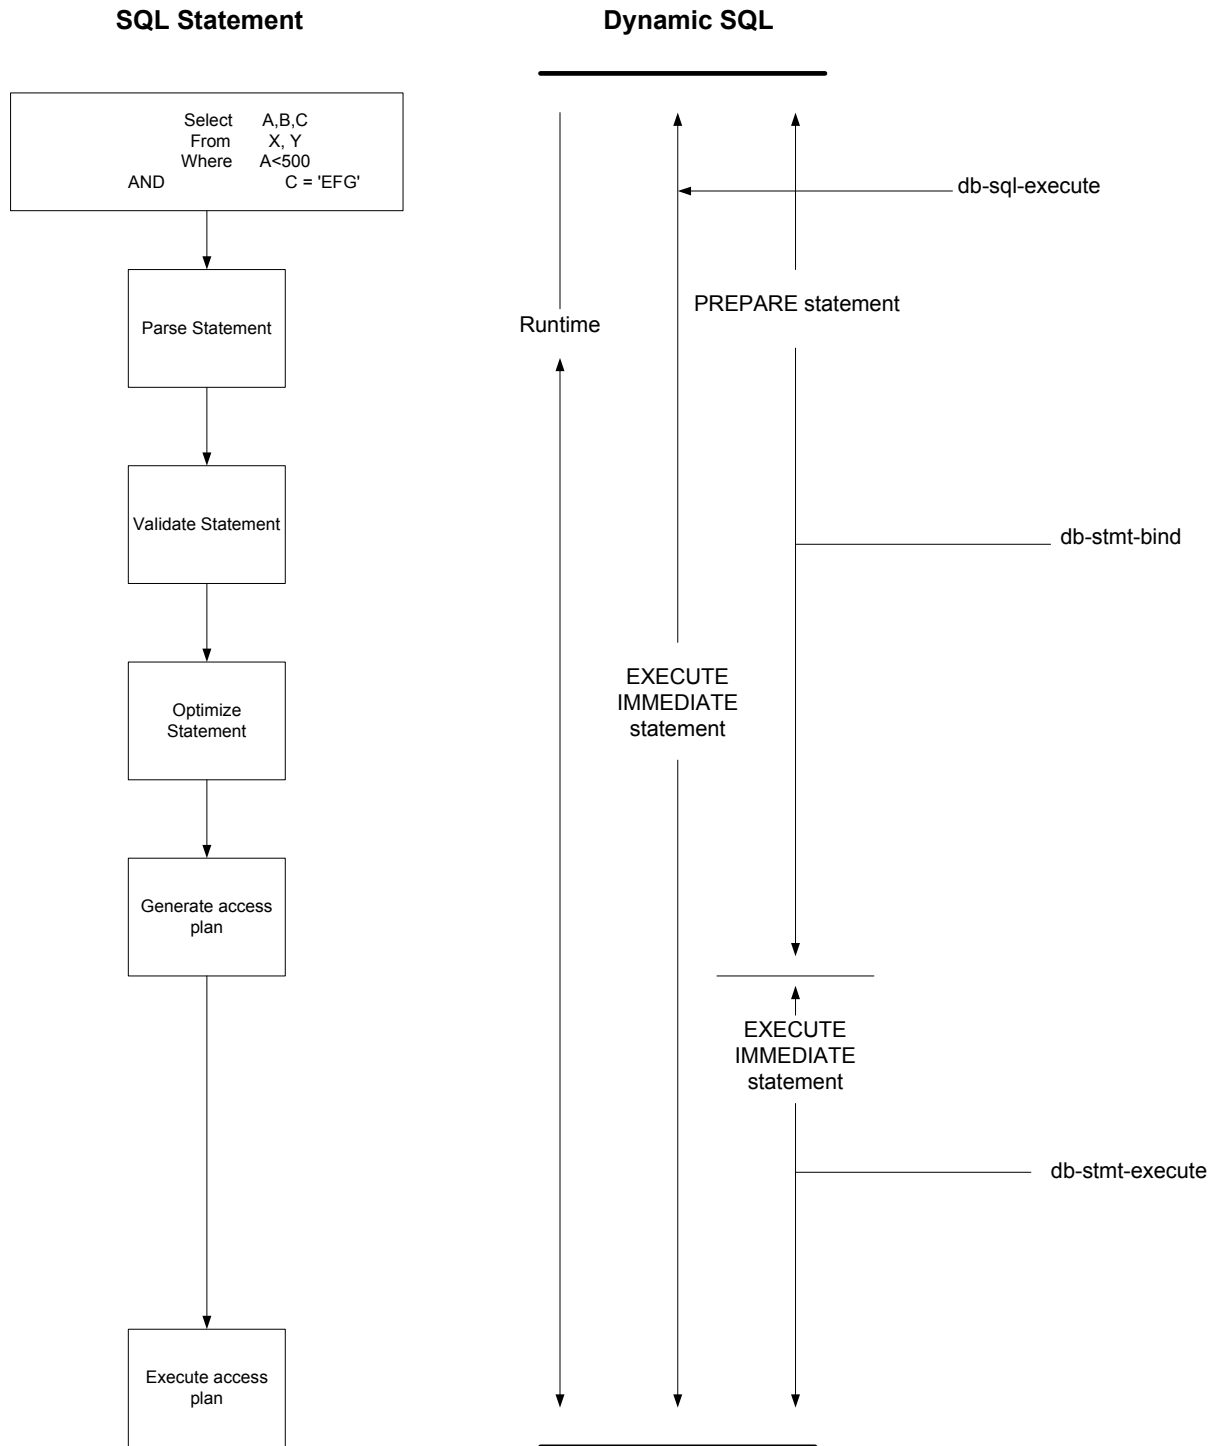 SQL Statement
Dynamic SQL
Select A,B,C
From X, Y
Where A<500
AND C = 'EFG'
db-sql-execute
PREPARE statement
Runtime
Parse Statement
Validate Statement
db-stmt-bind
EXECUTE
IMMEDIATE
statement
Optimize
Statement
Generate access
plan
EXECUTE
IMMEDIATE
statement
db-stmt-execute
Execute access
plan